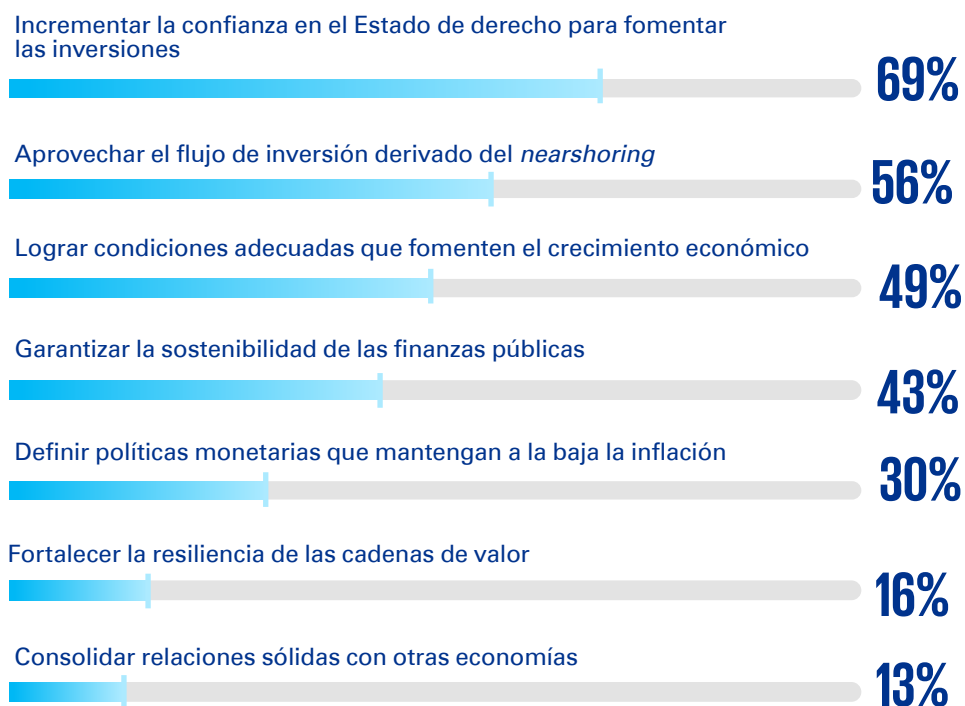 Incrementar la confianza en el Estado de derecho para fomentar
las inversiones
69%
Aprovechar el flujo de inversión derivado del nearshoring
56%
Lograr condiciones adecuadas que fomenten el crecimiento económico
49%
Garantizar la sostenibilidad de las finanzas públicas
43%
Definir políticas monetarias que mantengan a la baja la inflación
30%
Fortalecer la resiliencia de las cadenas de valor
16%
Consolidar relaciones sólidas con otras economías
13%